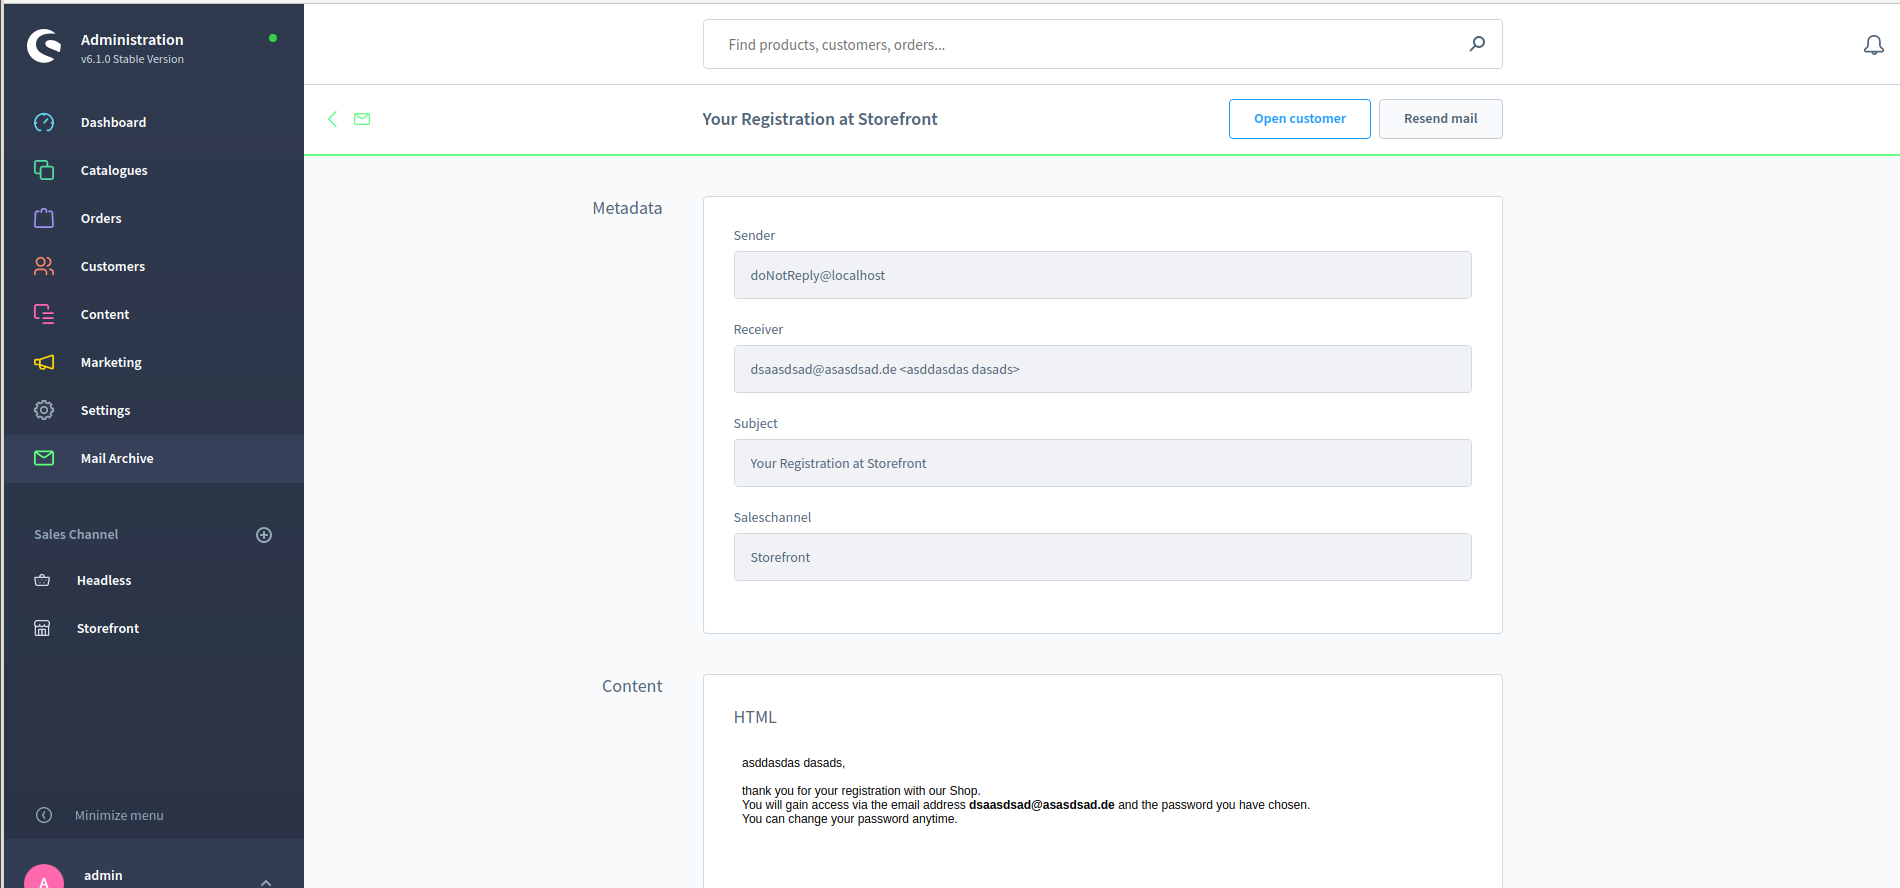 Administration
v6.1.0 Stable Version
Dashboard
Catalogues
Orders
Customers
Content
Marketing
Settings
Mail Archive
Sales Channel
Headless
Storefront
Minimize menu
A
admin
Find products, customers, orders...
Your Registration at Storefront
Open customer
Resend mail
Metadata
Sender
doNotReply@localhost
Receiver
dsaasdsad@asasdsad.de <asddasdas dasads>
Subject
Your Registration at Storefront
Saleschannel
Storefront
Content
HTML
asddasdas dasads,
thank you for your registration with our Shop.
You will gain access via the email address dsaasdsad@asasdsad.de and the password you have chosen.
You can change your password anytime.